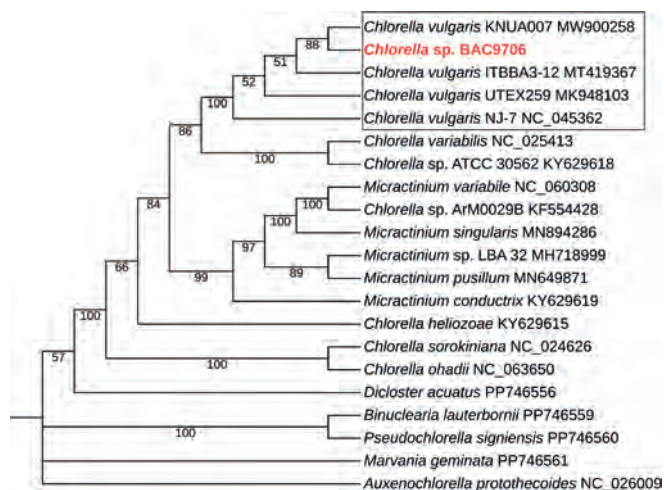 Chlorella vulgaris KNUA007 MW900258
88
Chlorella sp. BAC9706
51
Chlorella vulgaris ITBBA3-12 MT419367
52
Chlorella vulgaris UTEX259 MK948103
100
Chlorella vulgaris NJ-7 NC_045362
86
Chlorella variabilis NC_025413
100
Chlorella sp. ATCC 30562 KY629618
Micractinium variabile NC_060308
84
100
Chlorella sp. ArM0029B KF554428
100
Micractinium singularis MN894286
97
Micractinium sp. LBA 32 MH718999
66
99
89
Micractinium pusillum MN649871
Micractinium conductrix KY629619
100
Chlorella heliozoae KY629615
Chlorella sorokiniana NC_024626
57
100
Chlorella ohadii NC_063650
Dicloster acuatus PP746556
Binuclearia lauterbornii PP746559
100
Pseudochlorella signiensis PP746560
Marvania geminata PP746561
Auxenochlorella protothecoides NC_026009